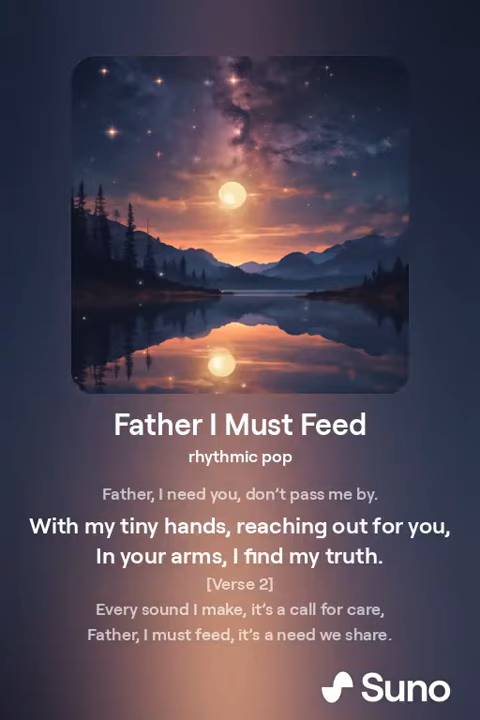 Father I Must Feed
rhythmic pop
Father, I need you, don't pass me by.
With my tiny hands, reaching out for you,
In your arms, I find my truth.
[Verse 2]
Every sound I make, it's a call for care,
Father, I must feed, it's a need we share.
Suno